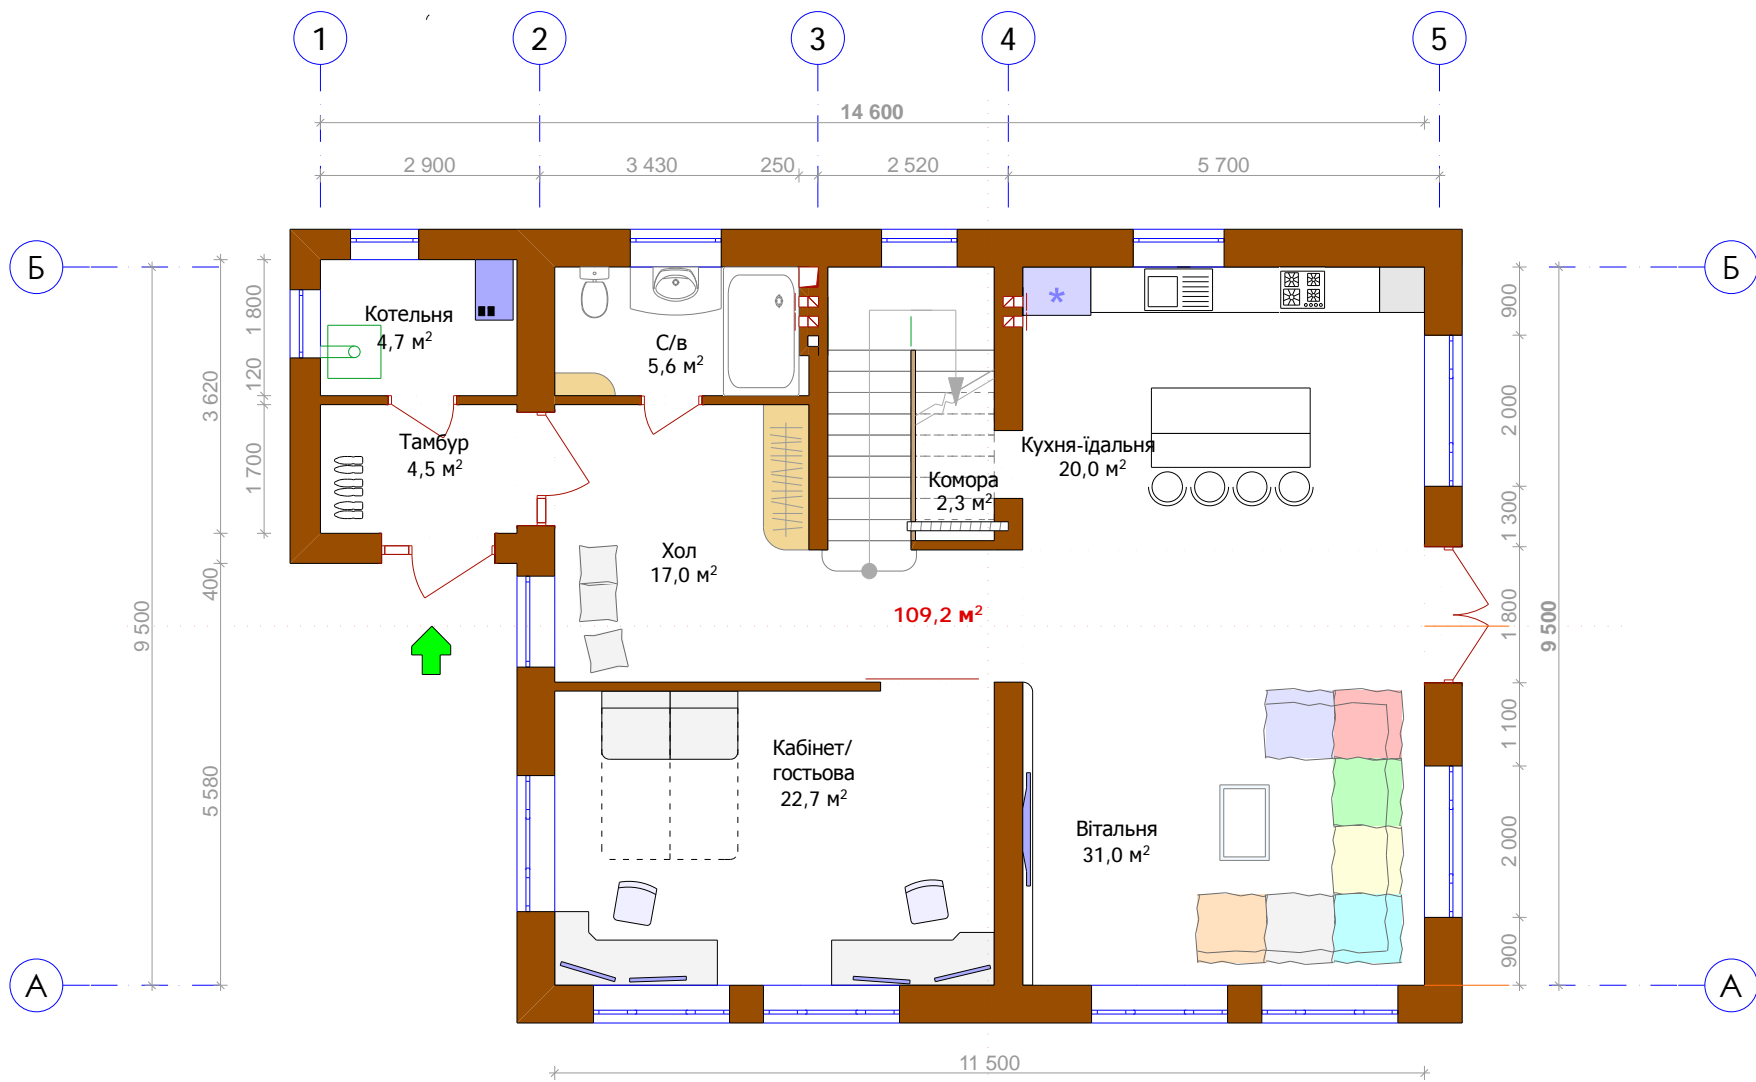 1 2 3 4 5
14 600
2 900 3 430 250 2 520 5 700
Б Б
Котельня
4,7 м²
С/в
5,6 м²
*
Тамбур
4,5 м²
Кухня-їдальня
20,0 м²
Комора
2,3 м²
Хол
17,0 м²
109,2 м²
Кабінет/
гостьова
22,7 м²
Вітальня
31,0 м²
9 500
3 620
400
5 580
1 800
120
1 700
900
2 000
1 300
1 800
1 100
2 000
900
9 500
А А
11 500